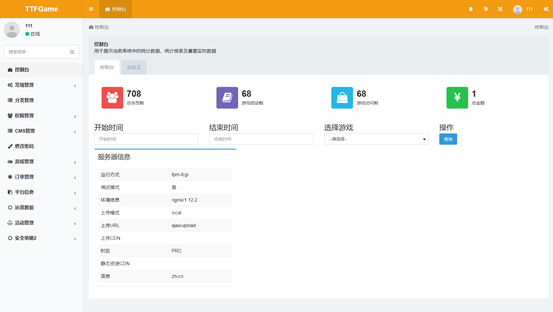 TTFGame
控制台
111
111
在线
搜索菜单
控制台
常规管理
分类管理
权限管理
CMS管理
修改密码
游戏管理
订单管理
平台信息
运营数据
活动管理
安全策略2
控制台
控制台
控制台
用于展示当前系统中的统计数据、统计报表及重要实时数据
控制台
自定义
708
总会员数
68
游戏启动数
68
游戏访问数
1
总金额
开始时间
结束时间
选择游戏
操作
开始时间
结束时间
--请选择--
查询
服务器信息
运行方式 fpm-fcgi
调试模式 是
环境信息 nginx/1.12.2
上传模式 local
上传URL ajax/upload
上传CDN
时区 PRC
静态资源CDN
语言 zh-cn